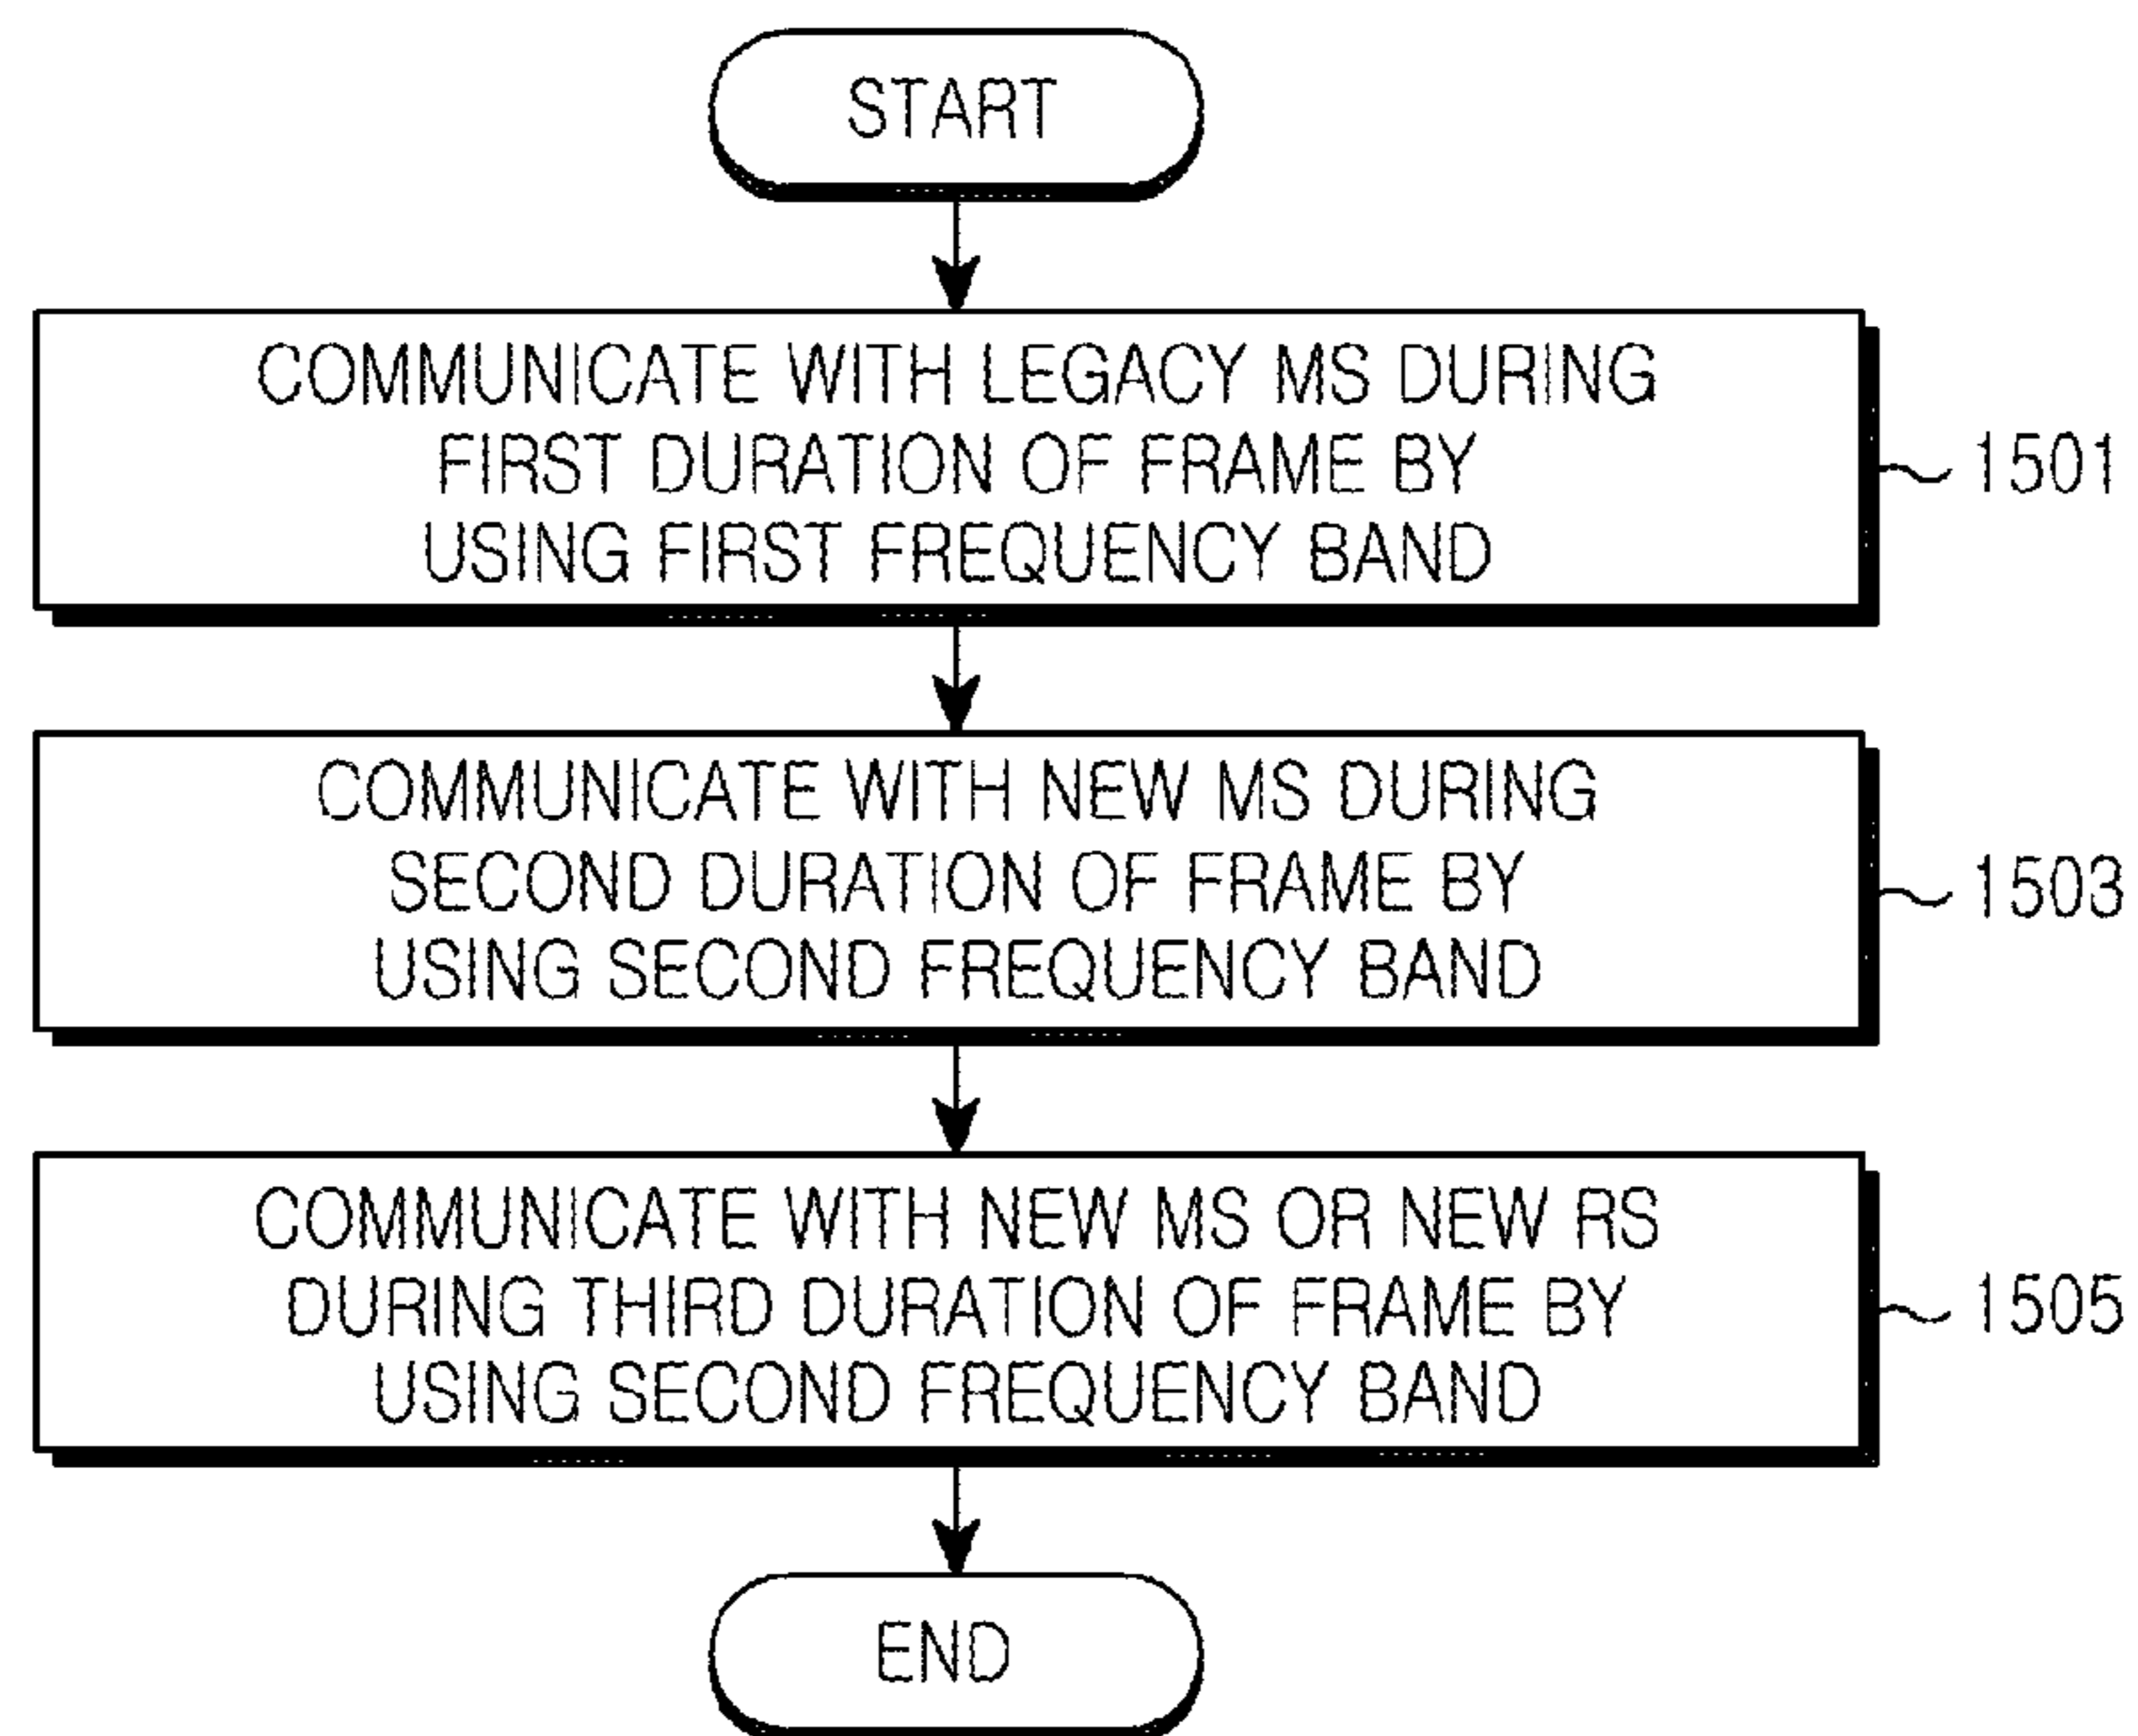 START
COMMUNICATE WITH LEGACY MS DURING
FIRST DURATION OF FRAME BY
USING FIRST FREQUENCY BAND
1501
COMMUNICATE WITH NEW MS DURING
SECOND DURATION OF FRAME BY
USING SECOND FREQUENCY BAND
1503
COMMUNICATE WITH NEW MS OR NEW RS
DURING THIRD DURATION OF FRAME BY
USING SECOND FREQUENCY BAND
1505
END